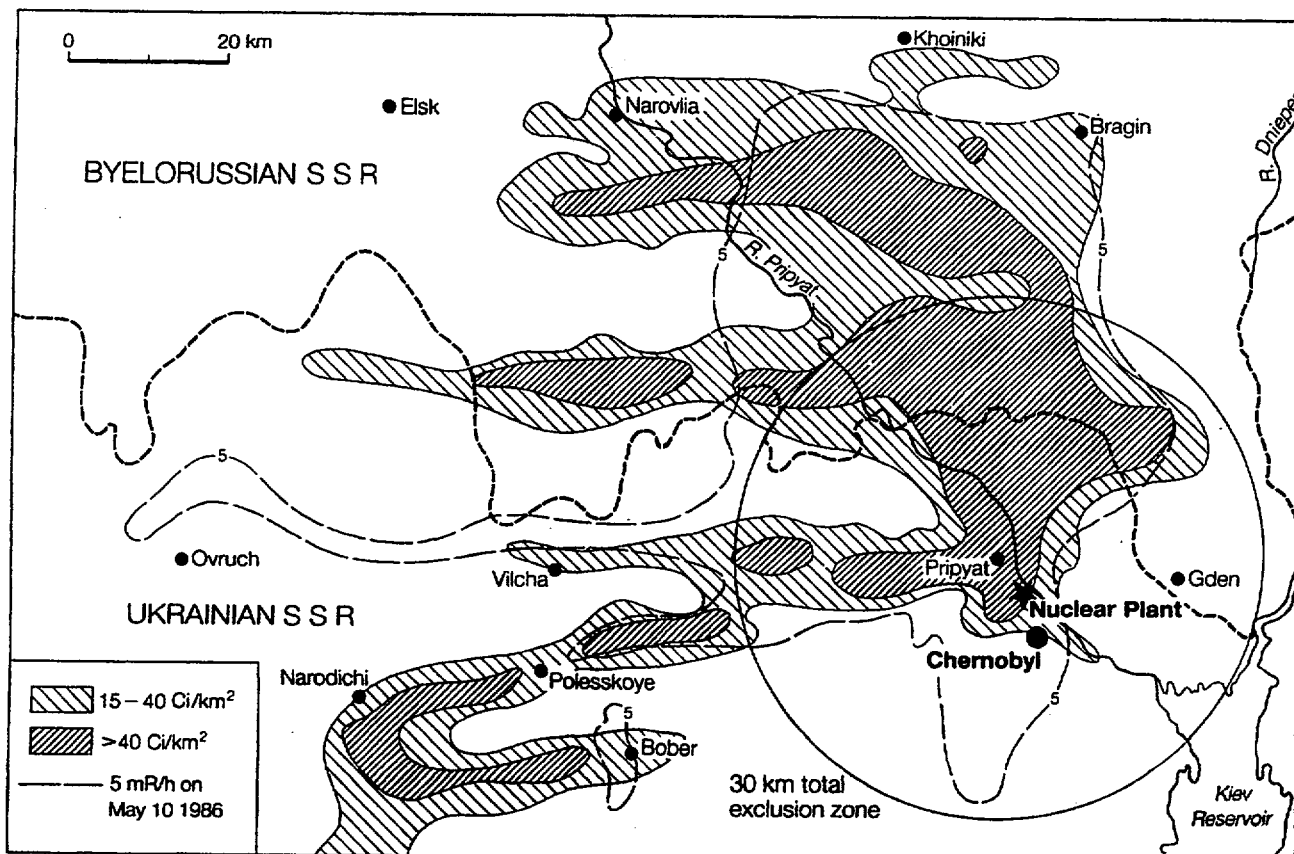 0 20 km
Khoiniki
Elsk
Narovlia
Bragin
R. Dnieper
BYELORUSSIAN S S R
5
R. Pripyat
5
5
Ovruch
Vilcha
Pripyat
Gden
Nuclear Plant
UKRAINIAN S S R
Chernobyl
Narodichi
Polesskoye
15 – 40 Ci/km²
>40 Ci/km²
5 mR/h on
May 10 1986
5
Bober
5
30 km total
exclusion zone
Kiev
Reservoir